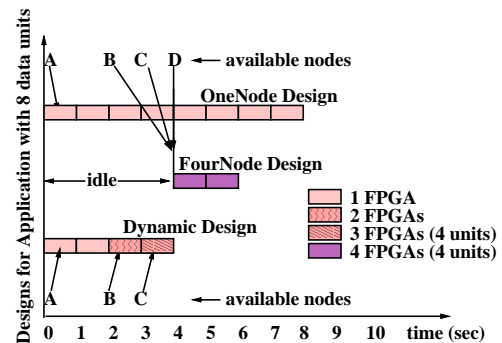 Designs for Application with 8 data units
A B C D available nodes
OneNode Design
FourNode Design
idle
1 FPGA
2 FPGAs
3 FPGAs (4 units)
4 FPGAs (4 units)
Dynamic Design
A B C available nodes
0 1 2 3 4 5 6 7 8 9 10 time (sec)